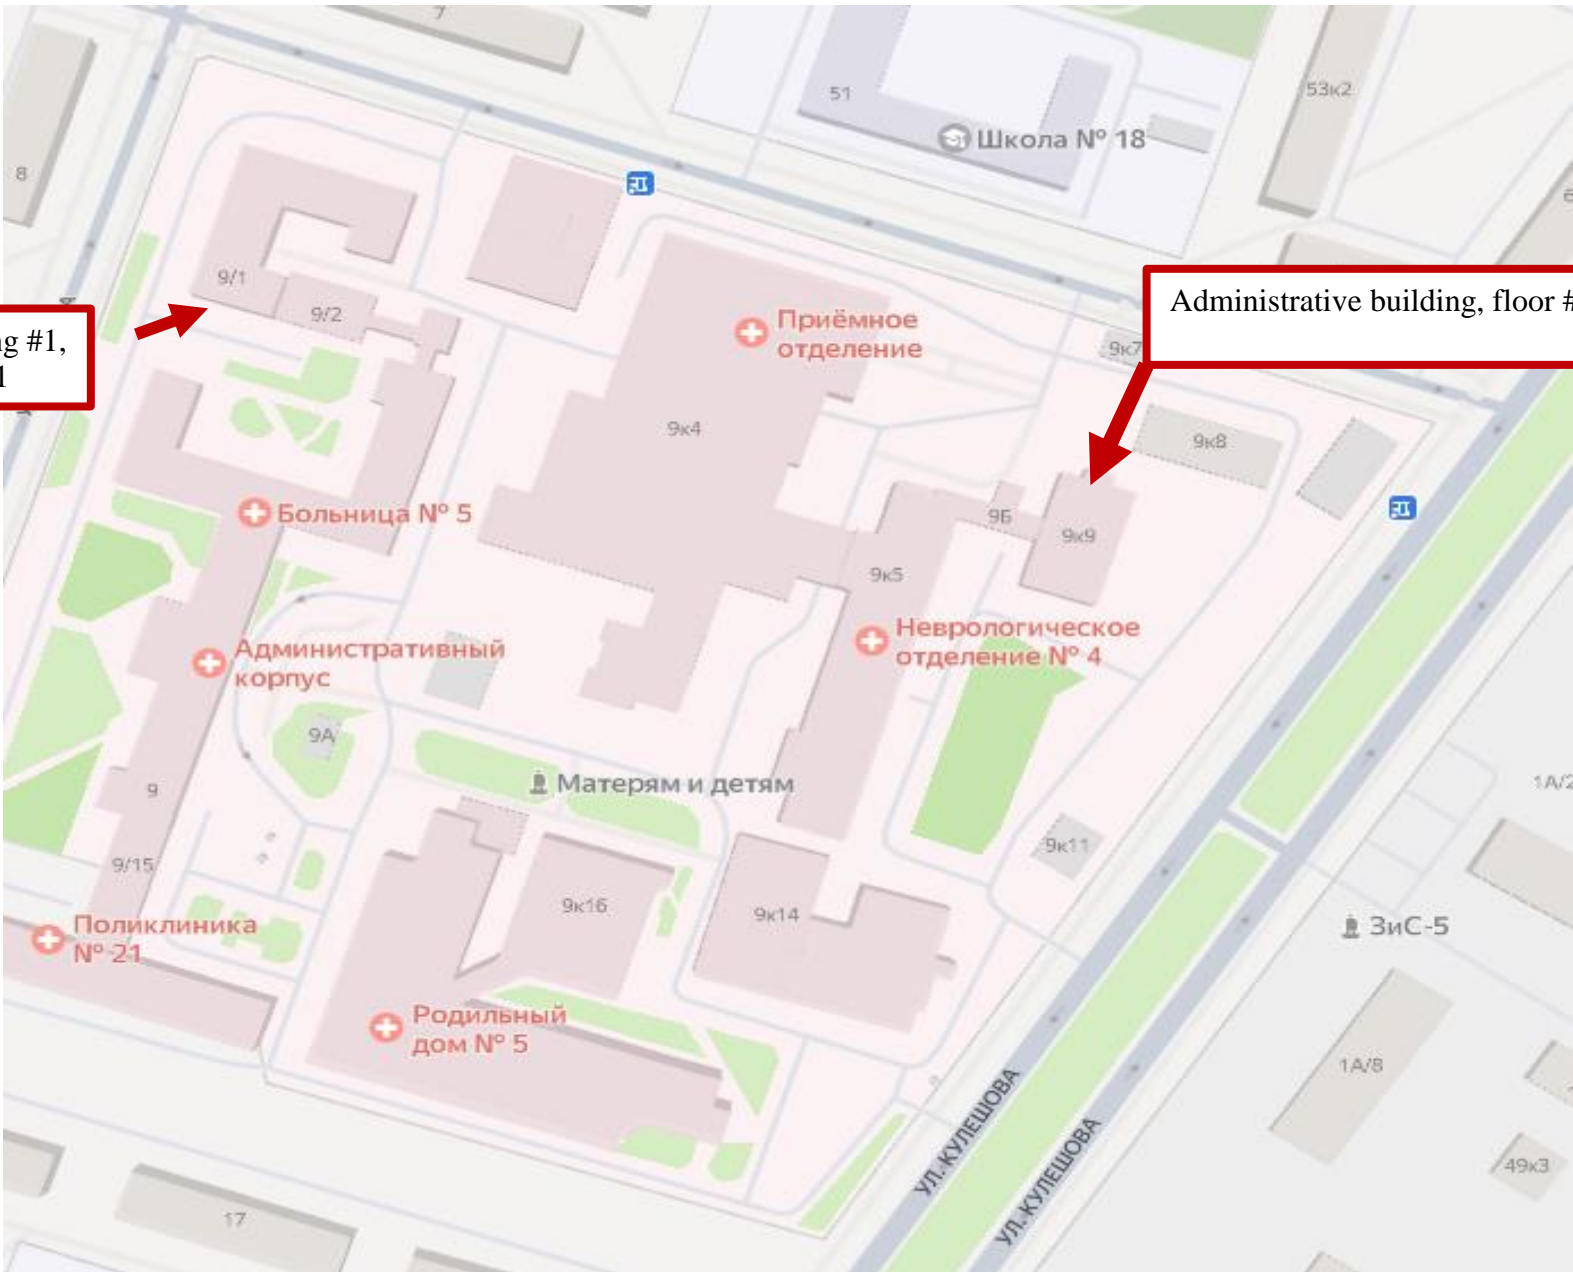 7
51
53к2
Школа № 18
8
9/1
9/2
#1,
1
Приёмное
отделение
Administrative building, floor #
9к7
9к4
9к8
Больница № 5
9Б
9к9
9к5
Неврологическое
отделение № 4
Административный
корпус
9А
Матерям и детям
9
1А/2
9/15
9к11
9к16
9к14
Поликлиника
№ 21
ЗиС-5
Родильный
дом № 5
1А/8
УЛ. КУЛЕШОВА
УЛ. КУЛЕШОВА
49к3
17